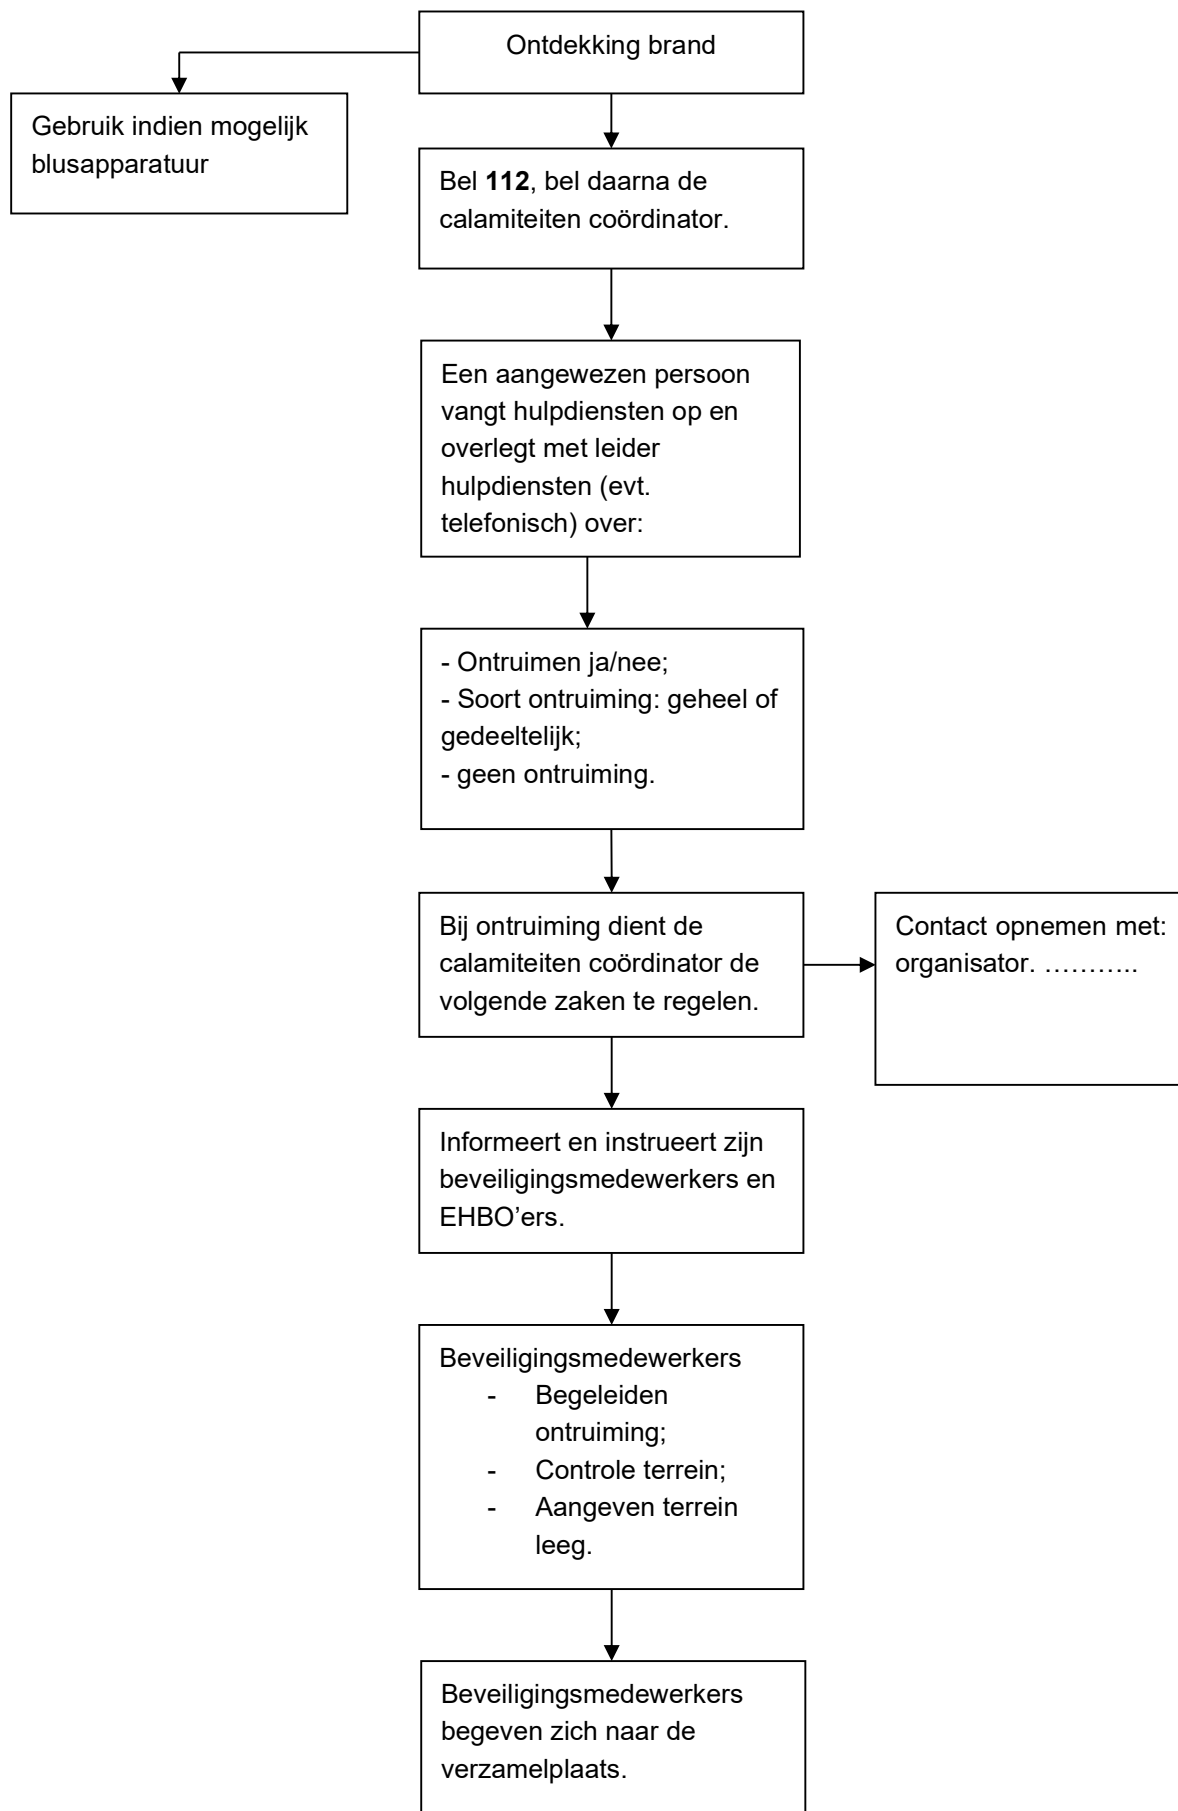 Ontdekking brand
Gebruik indien mogelijk
blusapparatuur
Bel 112, bel daarna de
calamiteiten coördinator.
Een aangewezen persoon
vangt hulpdiensten op en
overlegt met leider
hulpdiensten (evt.
telefonisch) over:
- Ontruimen ja/nee;
- Soort ontruiming: geheel of
gedeeltelijk;
- geen ontruiming.
Bij ontruiming dient de
calamiteiten coördinator de
volgende zaken te regelen.
Contact opnemen met:
organisator. ………..
Informeert en instrueert zijn
beveiligingsmedewerkers en
EHBO’ers.
Beveiligingsmedewerkers
- Begeleiden
ontruiming;
- Controle terrein;
- Aangeven terrein
leeg.
Beveiligingsmedewerkers
begeven zich naar de
verzamelplaats.